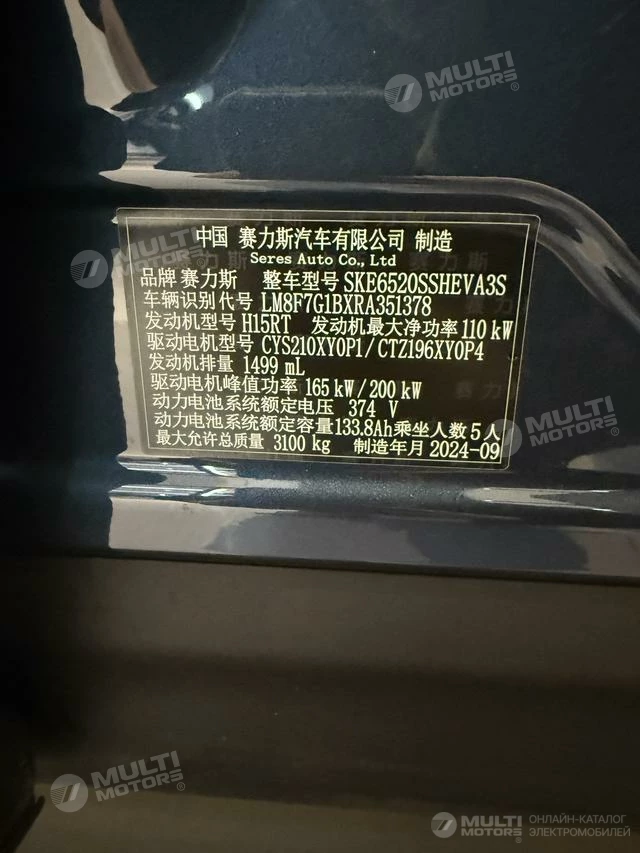 MULTI
MOTORS®
中国 赛力斯汽车有限公司 制造
Seres Auto Co., Ltd
品牌 赛力斯 整车型号 SKE6520SSHEVA3S
车辆识别代号 LM8F7G1BXRA351378
发动机型号 H15RT 发动机最大净功率 110 kW
驱动电机型号 CYS210XY0P1/CTZ196XY0P4
发动机排量 1499 mL
驱动电机峰值功率 165 kW/200 kW
动力电池系统额定电压 374 V
动力电池系统额定容量 133.8Ah 乘坐人数 5 人
最大允许总质量 3100 kg 制造年月 2024-09
MULTI
MOTORS®
MULTI
MOTORS®
MULTI
MOTORS®
ОНЛАЙН-КАТАЛОГ
ЭЛЕКТРОМОБИЛЕЙ